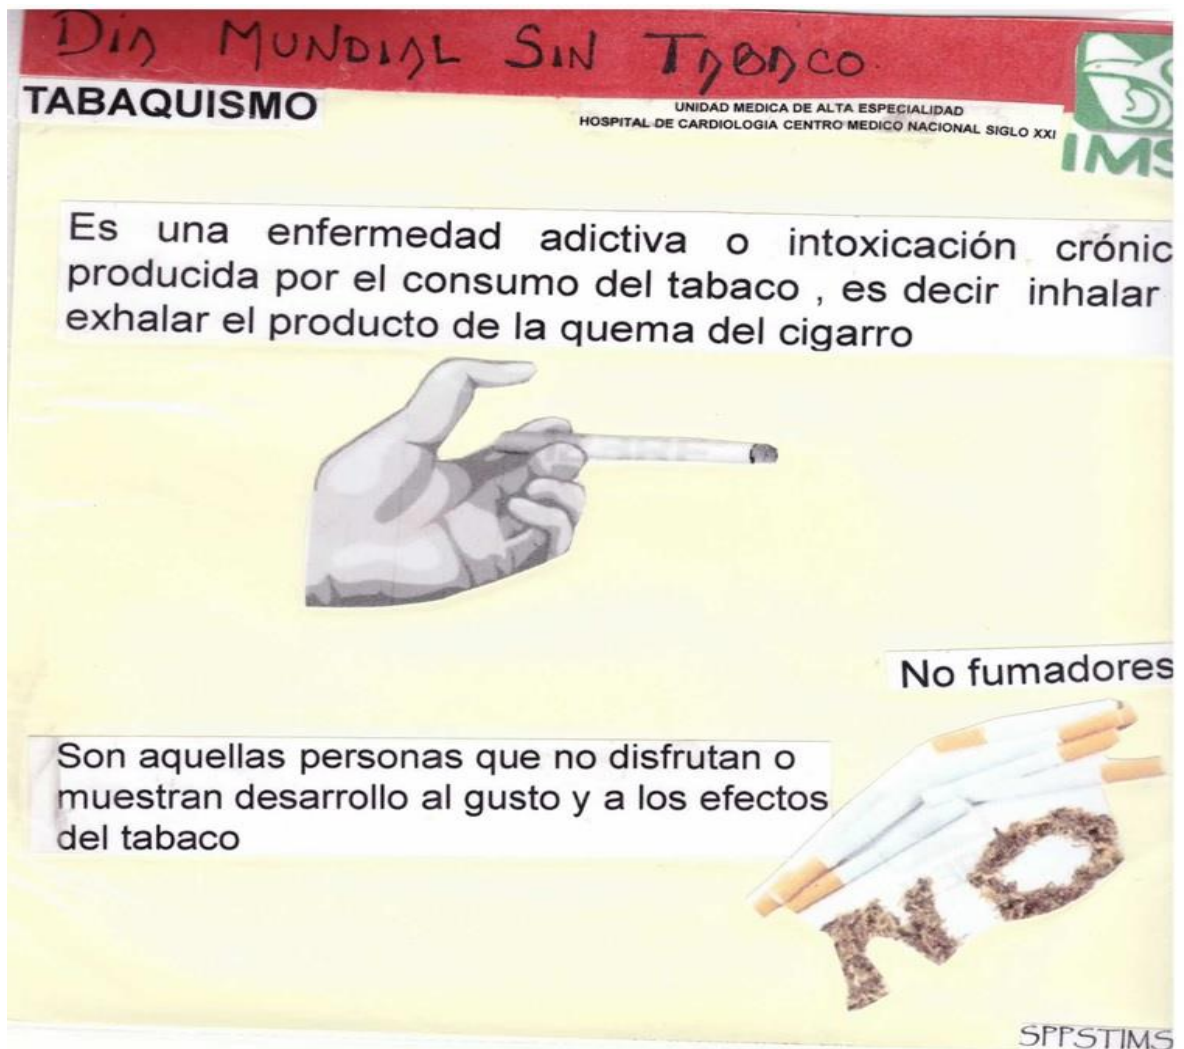 DIA MUNDIAL SIN TABACO
TABAQUISMO
UNIDAD MEDICA DE ALTA ESPECIALIDAD
HOSPITAL DE CARDIOLOGIA CENTRO MEDICO NACIONAL SIGLO XXI
IMS
Es una enfermedad adictiva o intoxicación crónic
producida por el consumo del tabaco , es decir inhalar
exhalar el producto de la quema del cigarro
No fumadores
Son aquellas personas que no disfrutan o
muestran desarrollo al gusto y a los efectos
del tabaco
NO
SPPSTIMS